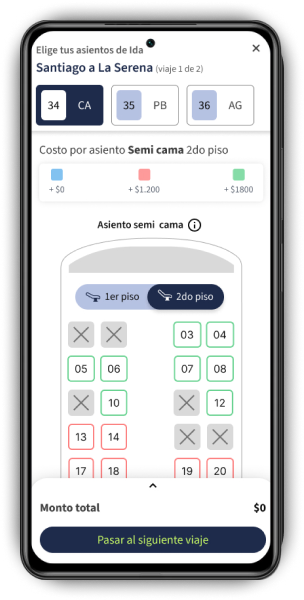 Elige tus asientos de Ida
Santiago a La Serena (viaje 1 de 2)
34 CA 35 PB 36 AG
Costo por asiento Semi cama 2do piso
+ $0 + $1.200 + $1800
Asiento semi cama
1er piso 2do piso
03 04
05 06 07 08
10 12
13 14
17 18 19 20
Monto total $0
Pasar al siguiente viaje